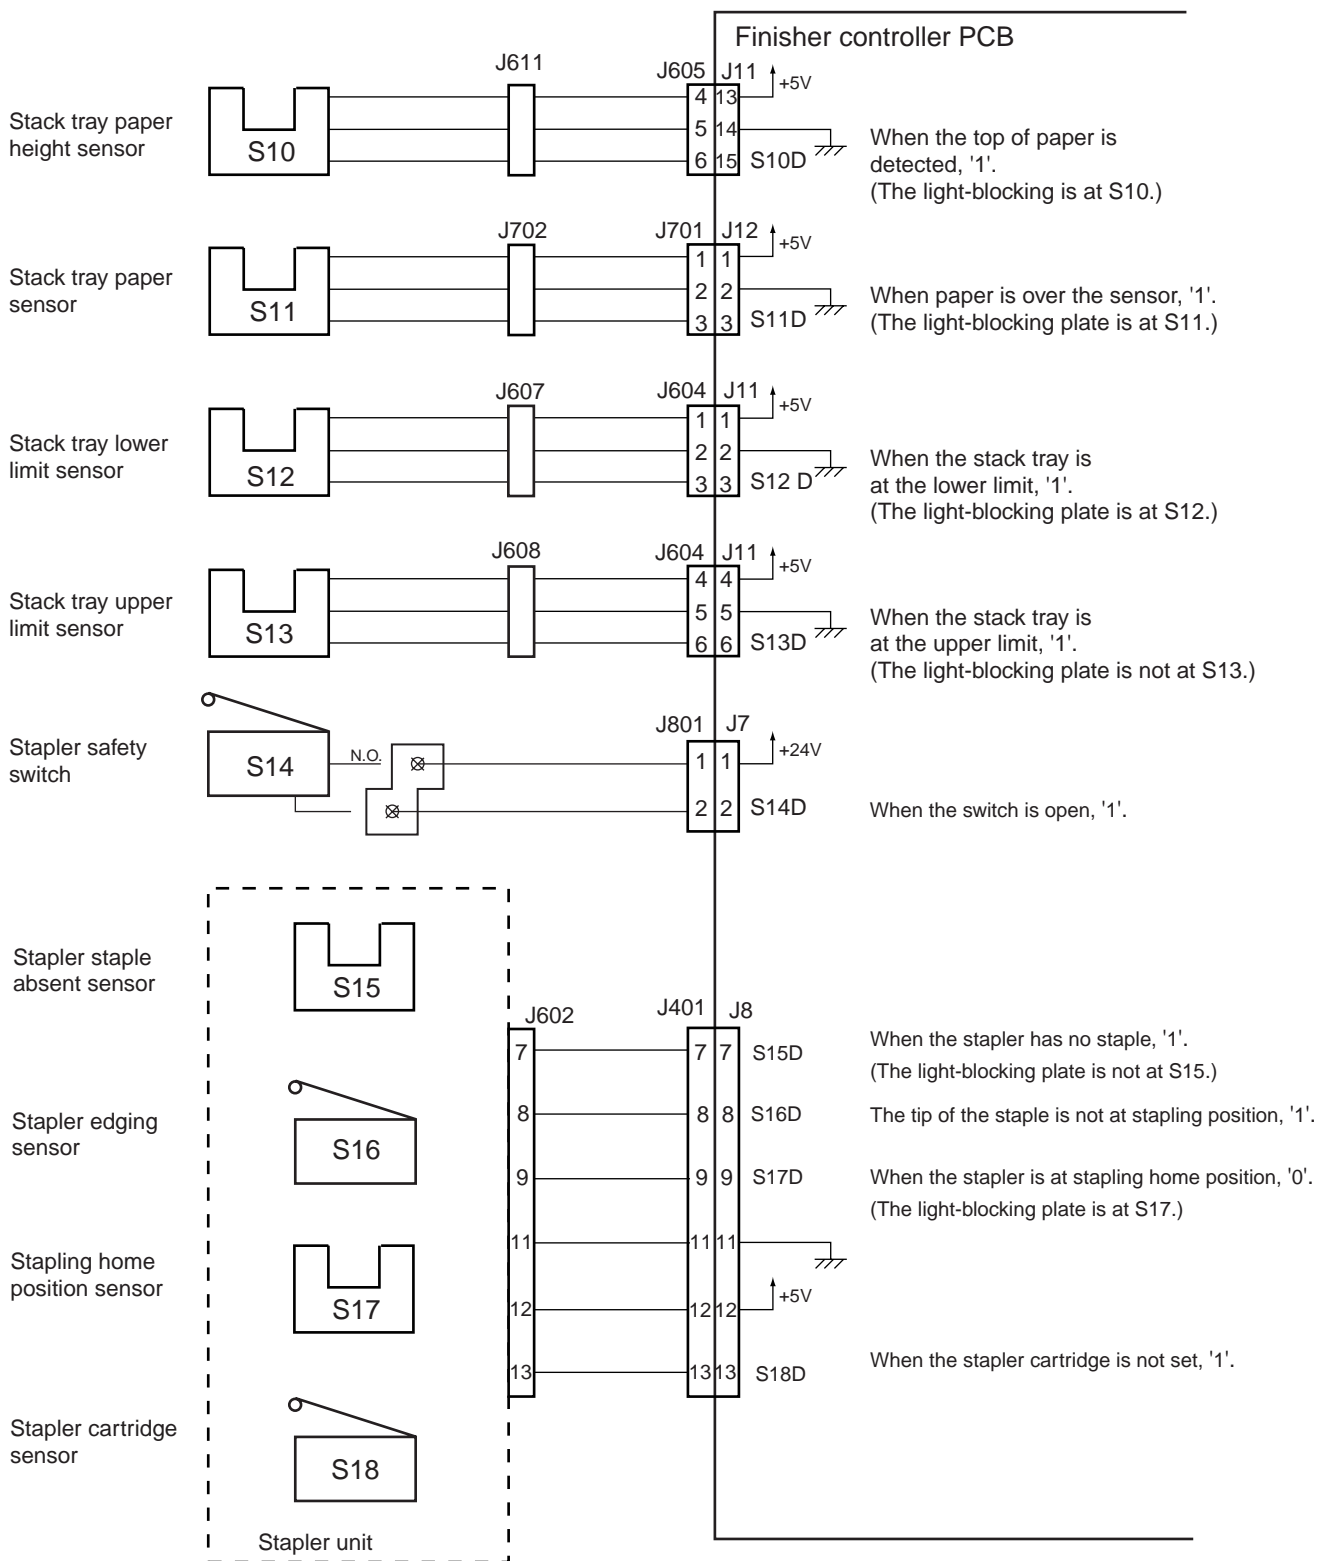 Finisher controller PCB
Stack tray paper
height sensor
S10
J611
J605 J11
4 13
5 14
6 15
+5V
S10D
When the top of paper is
detected, '1'.
(The light-blocking is at S10.)
Stack tray paper
sensor
S11
J702
J701 J12
1 1
2 2
3 3
+5V
S11D
When paper is over the sensor, '1'.
(The light-blocking plate is at S11.)
Stack tray lower
limit sensor
S12
J607
J604 J11
1 1
2 2
3 3
+5V
S12 D
When the stack tray is
at the lower limit, '1'.
(The light-blocking plate is at S12.)
Stack tray upper
limit sensor
S13
J608
J604 J11
4 4
5 5
6 6
+5V
S13D
When the stack tray is
at the upper limit, '1'.
(The light-blocking plate is not at S13.)
Stapler safety
switch
S14
N.O.
J801 J7
1 1
2 2
+24V
S14D
When the switch is open, '1'.
Stapler staple
absent sensor
S15
J602
J401 J8
7 7 7 S15D
When the stapler has no staple, '1'.
(The light-blocking plate is not at S15.)
Stapler edging
sensor
S16
8 8 8 S16D
The tip of the staple is not at stapling position, '1'.
9 9 9 S17D
When the stapler is at stapling home position, '0'.
(The light-blocking plate is at S17.)
Stapling home
position sensor
S17
11 11 11
12 12 12
+5V
13 13 13 S18D
When the stapler cartridge is not set, '1'.
Stapler cartridge
sensor
S18
Stapler unit